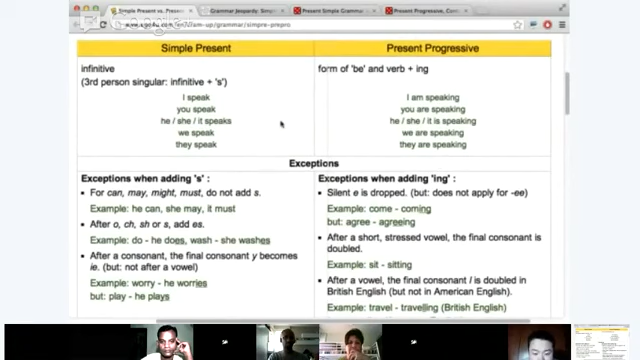 Simple Present vs. Present
Grammar Jeopardy: Simple
Present Simple Grammar
Present Progressive, Con
Simple Present
Present Progressive
infinitive
(3rd person singular: infinitive + 's')
I speak
you speak
he / she / it speaks
we speak
they speak
form of 'be' and verb + ing
I am speaking
you are speaking
he / she / it is speaking
we are speaking
they are speaking
Exceptions
Exceptions when adding 's' :
• For can, may, might, must, do not add s.
Example: he can, she may, it must
• After o, ch, sh or s, add es.
Example: do - he does, wash - she washes
• After a consonant, the final consonant y becomes
ie. (but: not after a vowel)
Example: worry - he worries
but: play - he plays
Exceptions when adding 'ing' :
• Silent e is dropped. (but: does not apply for -ee)
Example: come - coming
but: agree - agreeing
• After a short, stressed vowel, the final consonant is
doubled.
Example: sit - sitting
• After a vowel, the final consonant l is doubled in
British English (but not in American English).
Example: travel - travelling (British English)